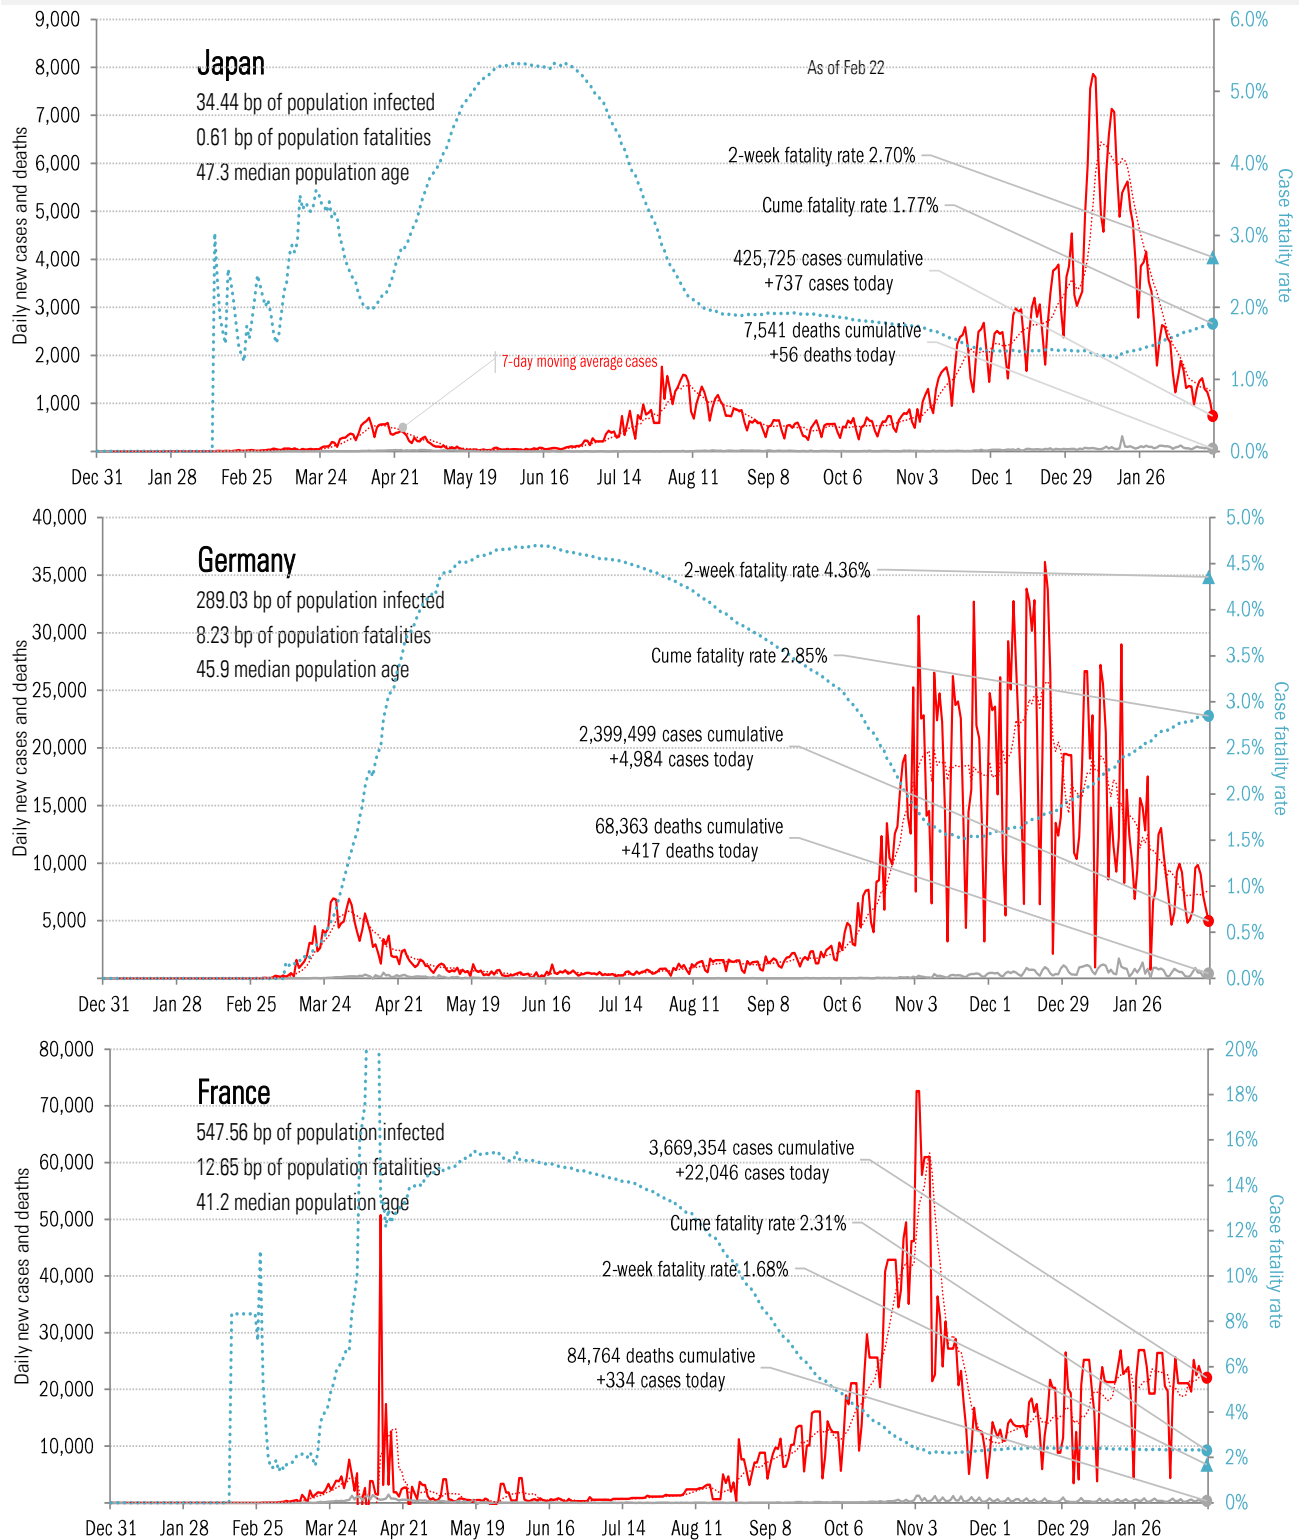 Japan
34.44 bp of population infected
0.61 bp of population fatalities
47.3 median population age
As of Feb 22
2-week fatality rate 2.70%
Cume fatality rate 1.77%
425,725 cases cumulative
+737 cases today
7,541 deaths cumulative
+56 deaths today
7-day moving average cases
Daily new cases and deaths
9,000
8,000
7,000
6,000
5,000
4,000
3,000
2,000
1,000
6.0%
5.0%
4.0%
3.0%
2.0%
1.0%
0.0%
Case fatality rate
Dec 31 Jan 28 Feb 25 Mar 24 Apr 21 May 19 Jun 16 Jul 14 Aug 11 Sep 8 Oct 6 Nov 3 Dec 1 Dec 29 Jan 26
Germany
289.03 bp of population infected
8.23 bp of population fatalities
45.9 median population age
2-week fatality rate 4.36%
Cume fatality rate 2.85%
2,399,499 cases cumulative
+4,984 cases today
68,363 deaths cumulative
+417 deaths today
Daily new cases and deaths
40,000
35,000
30,000
25,000
20,000
15,000
10,000
5,000
5.0%
4.5%
4.0%
3.5%
3.0%
2.5%
2.0%
1.5%
1.0%
0.5%
0.0%
Case fatality rate
Dec 31 Jan 28 Feb 25 Mar 24 Apr 21 May 19 Jun 16 Jul 14 Aug 11 Sep 8 Oct 6 Nov 3 Dec 1 Dec 29 Jan 26
France
547.56 bp of population infected
12.65 bp of population fatalities
41.2 median population age
3,669,354 cases cumulative
+22,046 cases today
Cume fatality rate 2.31%
2-week fatality rate 1.68%
84,764 deaths cumulative
+334 cases today
Daily new cases and deaths
80,000
70,000
60,000
50,000
40,000
30,000
20,000
10,000
20%
18%
16%
14%
12%
10%
8%
6%
4%
2%
0%
Case fatality rate
Dec 31 Jan 28 Feb 25 Mar 24 Apr 21 May 19 Jun 16 Jul 14 Aug 11 Sep 8 Oct 6 Nov 3 Dec 1 Dec 29 Jan 26